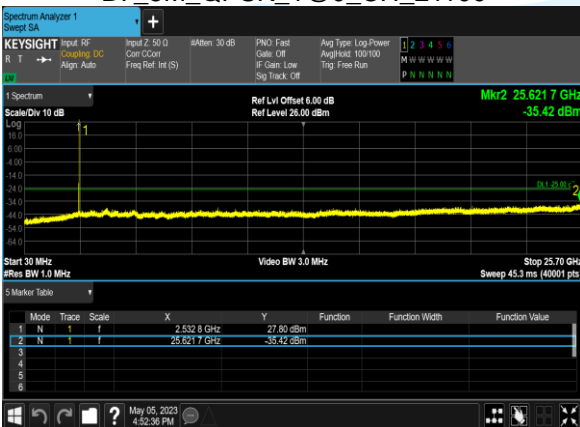 Spectrum Analyzer 1
Swept SA
KEYSIGHT Input: RF Input Z: 50 Ω #Atten: 30 dB PNO: Fast Avg Type: Log-Power 1 2 3 4 5 6
R T Coupling: DC Corr CCorr Gate: Off Avg|Hold: 100/100 M W W W W W
Align: Auto Freq Ref: Int (S) IF Gain: Low Trig: Free Run P N N N N N
LW Sig Track: Off
1 Spectrum Ref Lvl Offset 6.00 dB Mkr2 25.621 7 GHz
Scale/Div 10 dB Ref Level 26.00 dBm -35.42 dBm
Log
16.0 1
6.00
-4.00
-14.0
-24.0 DL1 -25.00 2
-34.0
-44.0
-54.0
-64.0
Start 30 MHz Video BW 3.0 MHz Stop 25.70 GHz
#Res BW 1.0 MHz Sweep 45.3 ms (40001 pts
5 Marker Table
Mode Trace Scale X Y Function Function Width Function Value
1 N 1 f 2.532 8 GHz 27.80 dBm
2 N 1 f 25.621 7 GHz -35.42 dBm
3
4
5
6
May 05, 2023
4:52:36 PM